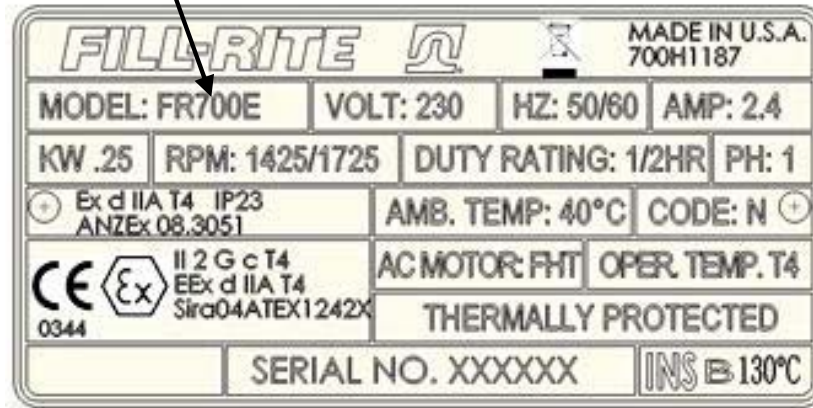 FILL-RITE MADE IN U.S.A.
700H1187
MODEL: FR700E VOLT: 230 HZ: 50/60 AMP: 2.4
KW .25 RPM: 1425/1725 DUTY RATING: 1/2HR PH: 1
Ex d IIA T4 IP23
ANZEx 08.3051
AMB. TEMP: 40°C CODE: N
CE 0344 Ex
II 2 G c T4
EEx d IIA T4
Sira04ATEX1242X
AC MOTOR: FHT OPER. TEMP. T4
THERMALLY PROTECTED
SERIAL NO. XXXXXX INS B 130°C